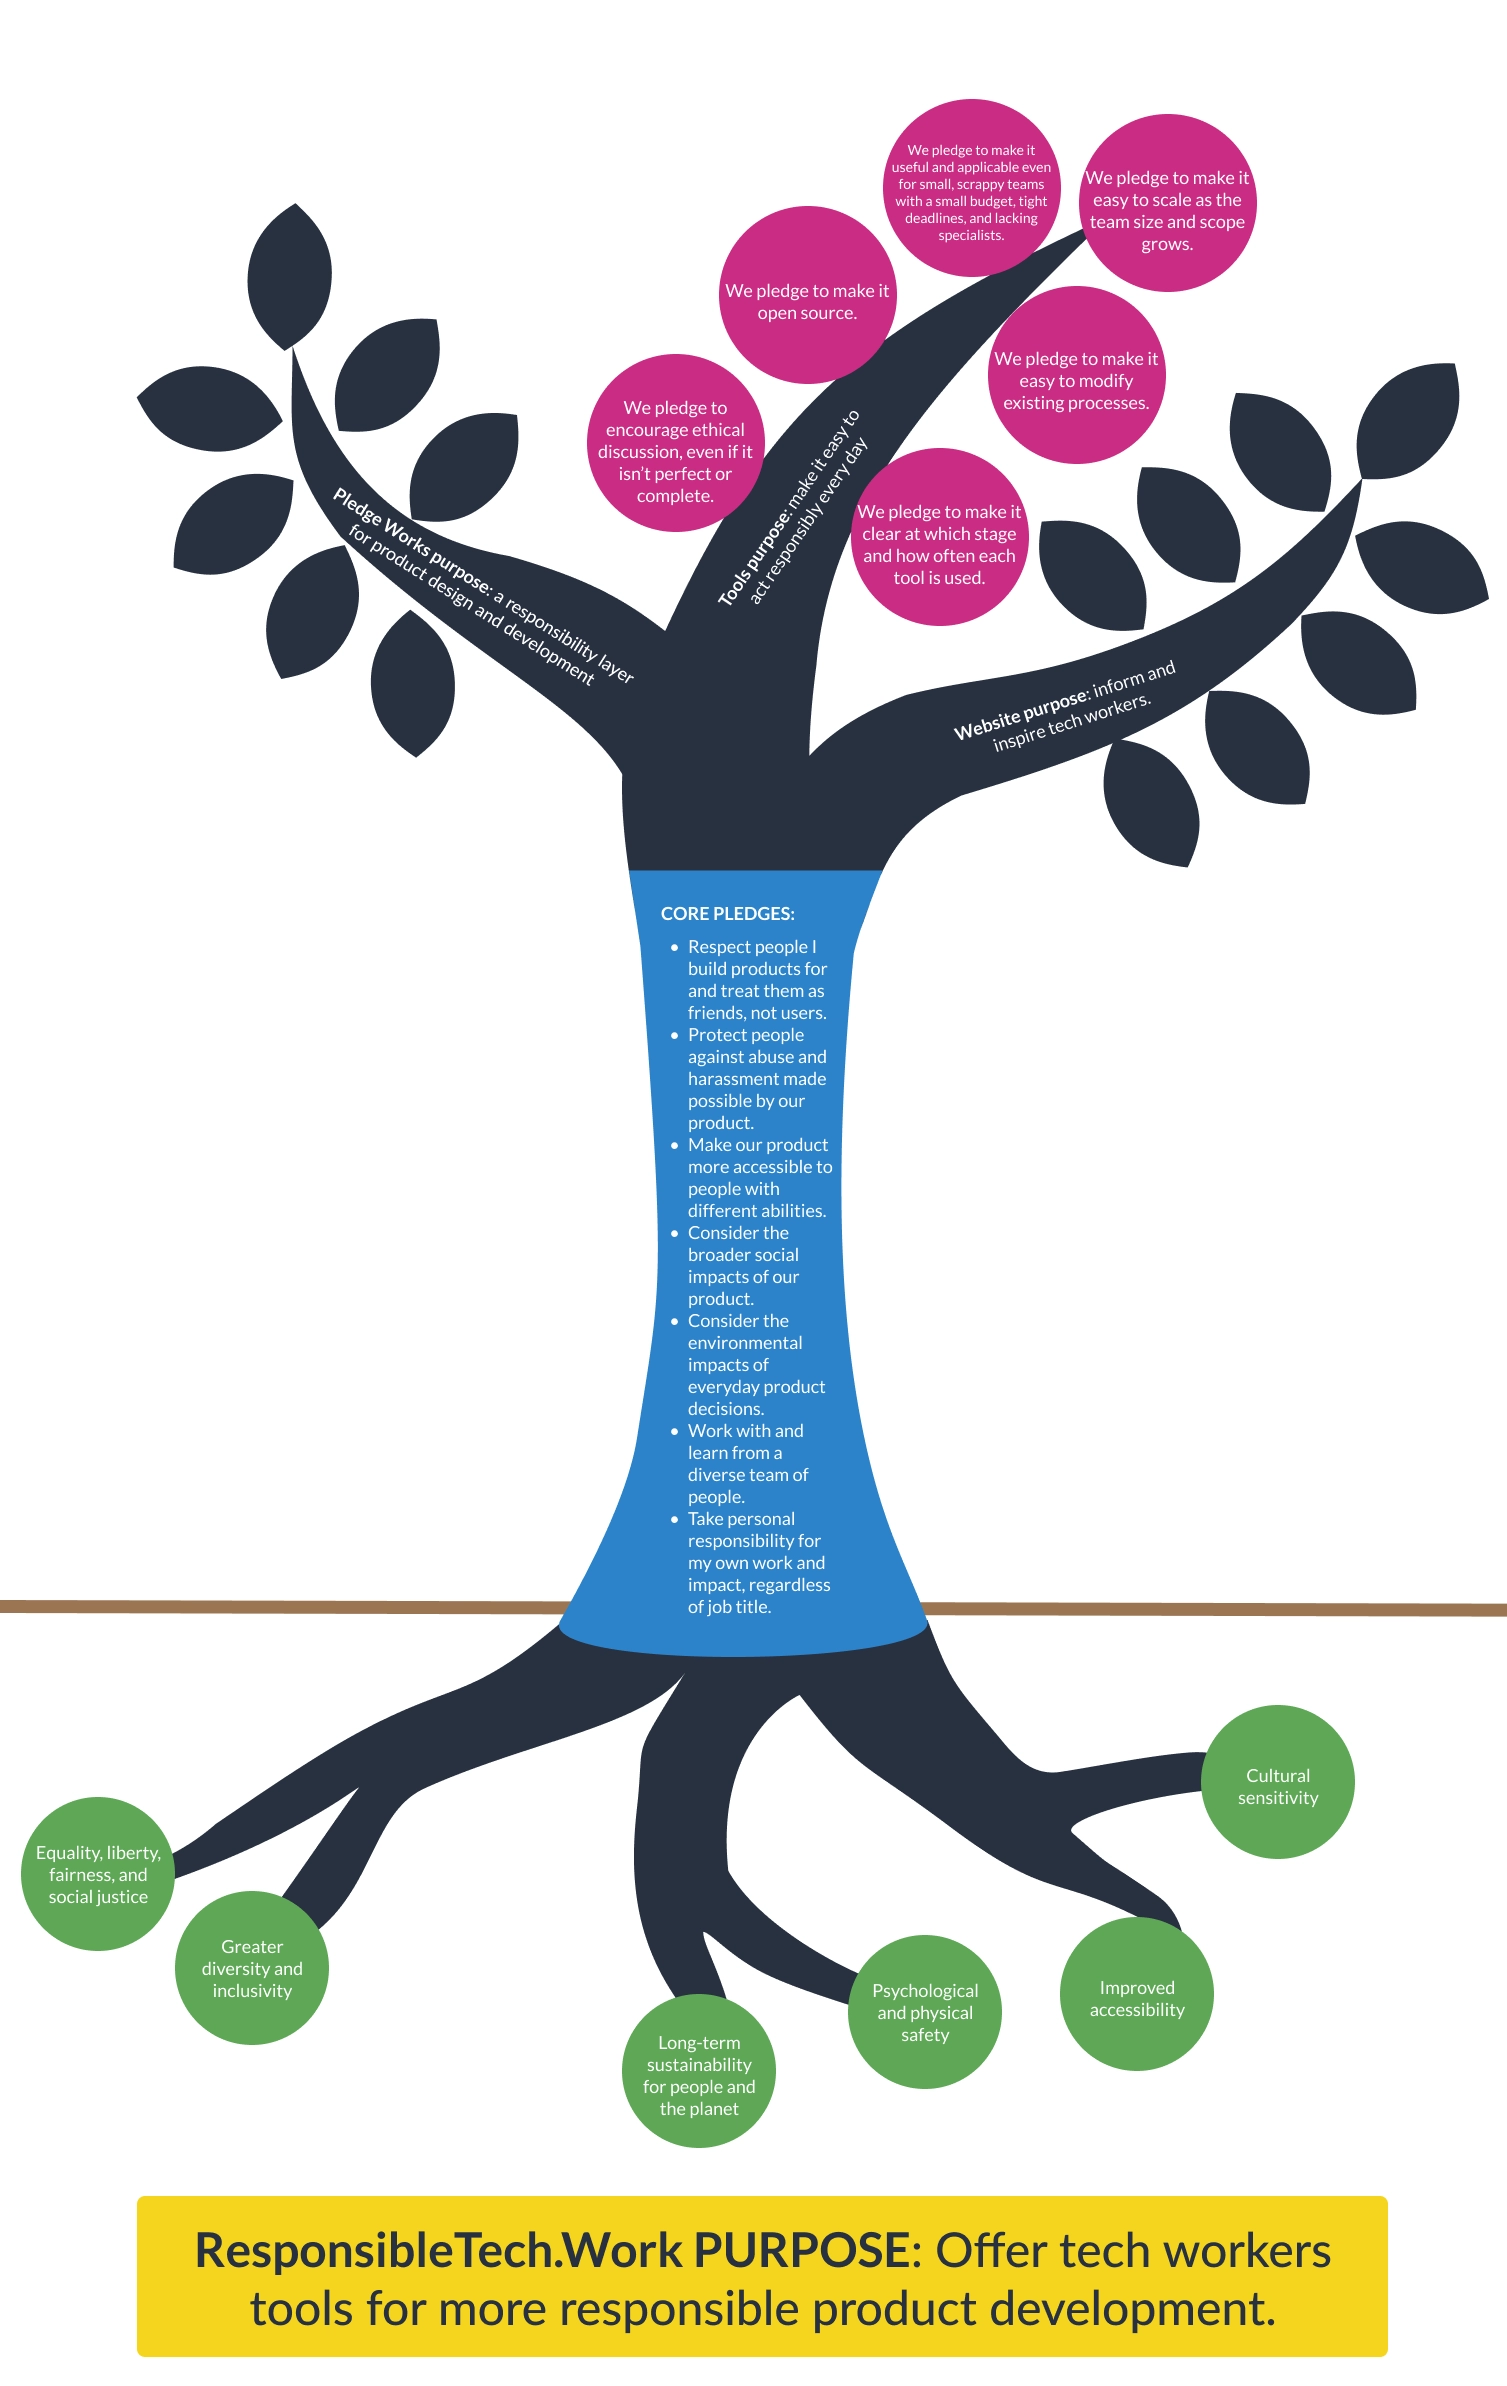 We pledge to make it
useful and applicable even
for small, scrappy teams
with a small budget, tight
deadlines, and lacking
specialists.
We pledge to make it
easy to scale as the
team size and scope
grows.
We pledge to make it
open source.
We pledge to make it
easy to modify
existing processes.
We pledge to
encourage ethical
discussion, even if it
isn’t perfect or
complete.
We pledge to make it
clear at which stage
and how often each
tool is used.
Pledge Works purpose: a responsibility layer
for product design and development
Tools purpose: make it easy to
act responsibly every day
Website purpose: inform and
inspire tech workers.
CORE PLEDGES:
• Respect people I
build products for
and treat them as
friends, not users.
• Protect people
against abuse and
harassment made
possible by our
product.
• Make our product
more accessible to
people with
different abilities.
• Consider the
broader social
impacts of our
product.
• Consider the
environmental
impacts of
everyday product
decisions.
• Work with and
learn from a
diverse team of
people.
• Take personal
responsibility for
my own work and
impact, regardless
of job title.
Equality, liberty,
fairness, and
social justice
Greater
diversity and
inclusivity
Long-term
sustainability
for people and
the planet
Psychological
and physical
safety
Improved
accessibility
Cultural
sensitivity
ResponsibleTech.Work PURPOSE: Offer tech workers
tools for more responsible product development.